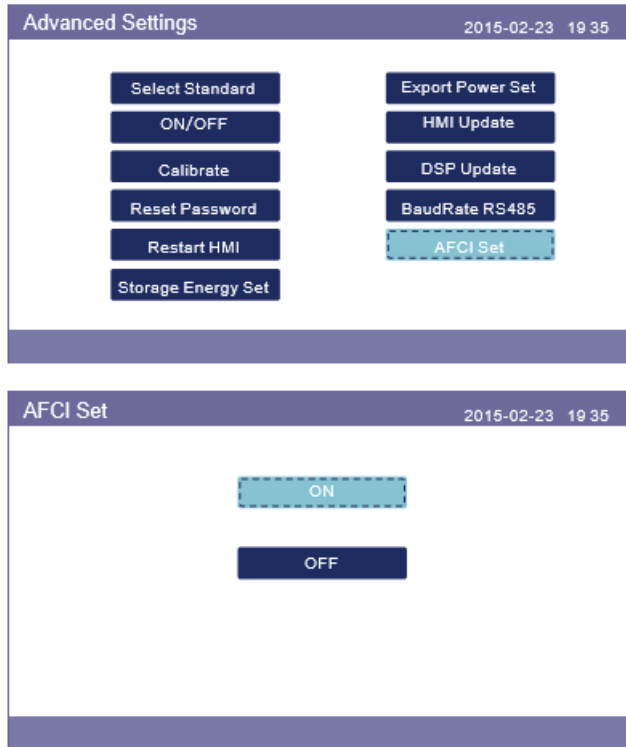 Advanced Settings 2015-02-23 19 35
Select Standard Export Power Set
ON/OFF HMI Update
Calibrate DSP Update
Reset Password BaudRate RS485
Restart HMI AFCI Set
Storage Energy Set
AFCI Set 2015-02-23 19 35
ON
OFF